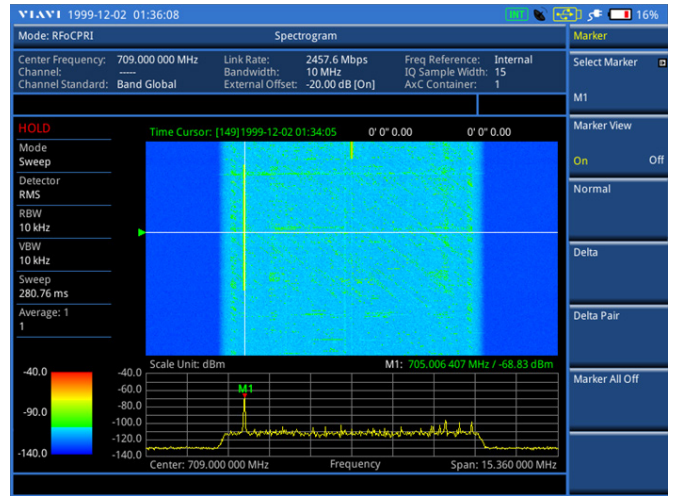 VIAVI 1999-12-02 01:36:08 INT 16%
Mode: RFoCPRI Spectrogram Marker
Center Frequency: 709.000 000 MHz Link Rate: 2457.6 Mbps Freq Reference: Internal
Channel: ----- Bandwidth: 10 MHz IQ Sample Width: 15
Channel Standard: Band Global External Offset: -20.00 dB [On] AxC Container: 1
Select Marker
M1
HOLD
Time Cursor: [149]1999-12-02 01:34:05 0' 0" 0.00 0' 0" 0.00
Marker View
On Off
Mode
Sweep
Detector
RMS
Normal
RBW
10 kHz
VBW
10 kHz
Delta
Sweep
280.76 ms
Average: 1
1
Delta Pair
Scale Unit: dBm M1: 705.006 407 MHz / -68.83 dBm
Marker All Off
-40.0
-90.0
-140.0
-40.0
-60.0
-80.0
-100.0
-120.0
-140.0
M1
Center: 709.000 000 MHz Frequency Span: 15.360 000 MHz